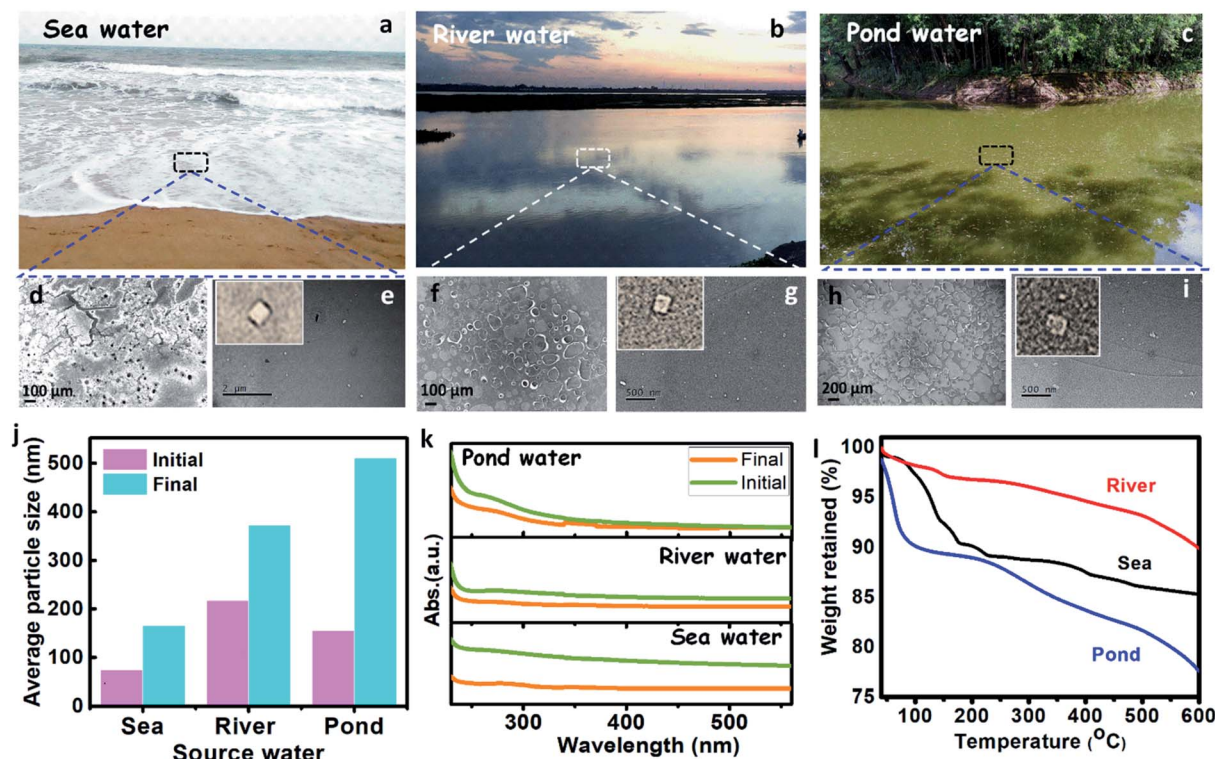 Sea water
a
River water
b
Pond water
c
d
100 µm
e
2 µm
f
100 µm
g
500 nm
h
200 µm
i
500 nm
j
Average particle size (nm)
500
400
300
200
100
0
Initial
Final
Sea River Pond
Source water
k
Abs.(a.u.)
Pond water
Final
Initial
River water
Sea water
300 400 500
Wavelength (nm)
l
Weight retained (%)
100
95
90
85
80
75
River
Sea
Pond
100 200 300 400 500 600
Temperature (°C)